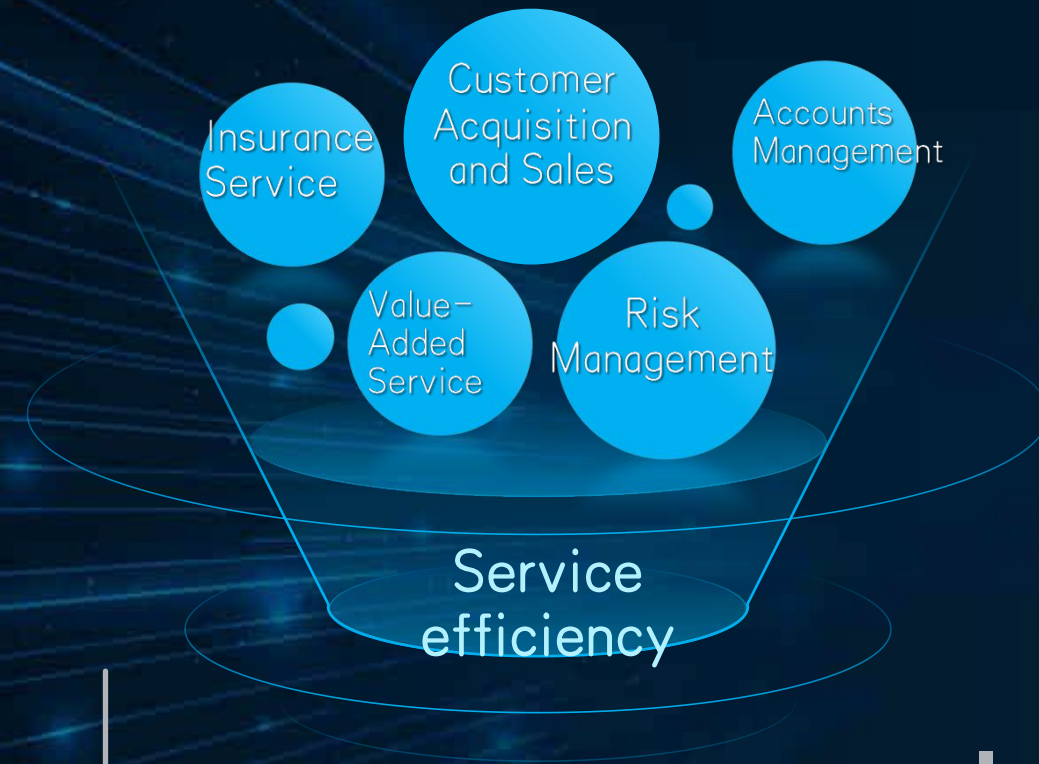 Customer
Acquisition
and Sales
Insurance
Service
Accounts
Management
Value-
Added
Service
Risk
Management
Service
efficiency